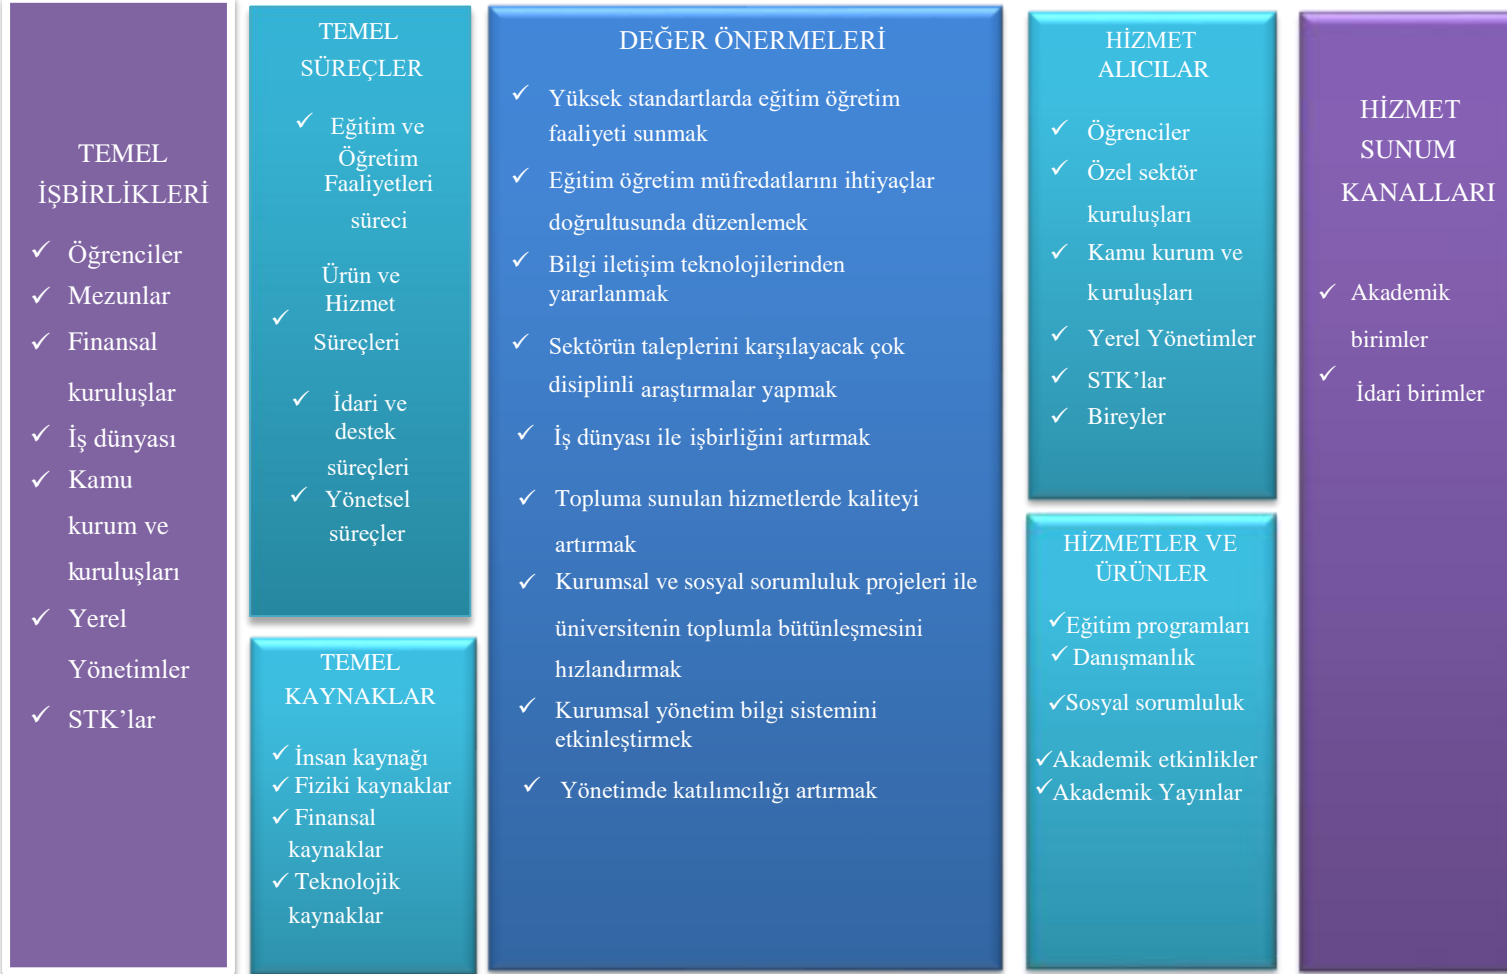 TEMEL
İŞBİRLİKLERİ
✓ Öğrenciler
✓ Mezunlar
✓ Finansal
kuruluşlar
✓ İş dünyası
✓ Kamu
kurum ve
kuruluşları
✓ Yerel
Yönetimler
✓ STK’lar
TEMEL
SÜREÇLER
✓ Eğitim ve
Öğretim
Faaliyetleri
süreci
Ürün ve
Hizmet
✓
Süreçleri
✓ İdari ve
destek
süreçleri
✓ Yönetsel
süreçler
TEMEL
KAYNAKLAR
✓ İnsan kaynağı
✓ Fiziki kaynaklar
✓ Finansal
kaynaklar
✓ Teknolojik
kaynaklar
DEĞER ÖNERMELERİ
✓ Yüksek standartlarda eğitim öğretim
faaliyeti sunmak
✓ Eğitim öğretim müfredatlarını ihtiyaçlar
doğrultusunda düzenlemek
✓ Bilgi iletişim teknolojilerinden
yararlanmak
✓ Sektörün taleplerini karşılayacak çok
disiplinli araştırmalar yapmak
✓ İş dünyası ile işbirliğini artırmak
✓ Topluma sunulan hizmetlerde kaliteyi
artırmak
✓ Kurumsal ve sosyal sorumluluk projeleri ile
üniversitenin toplumla bütünleşmesini
hızlandırmak
✓ Kurumsal yönetim bilgi sistemini
etkinleştirmek
✓ Yönetimde katılımcılığı artırmak
HİZMET
ALICILAR
✓ Öğrenciler
✓ Özel sektör
kuruluşları
✓ Kamu kurum ve
kuruluşları
✓ Yerel Yönetimler
✓ STK’lar
✓ Bireyler
HİZMETLER VE
ÜRÜNLER
✓Eğitim programları
✓ Danışmanlık
✓Sosyal sorumluluk
✓Akademik etkinlikler
✓Akademik Yayınlar
HİZMET
SUNUM
KANALLARI
✓ Akademik
birimler
✓ İdari birimler